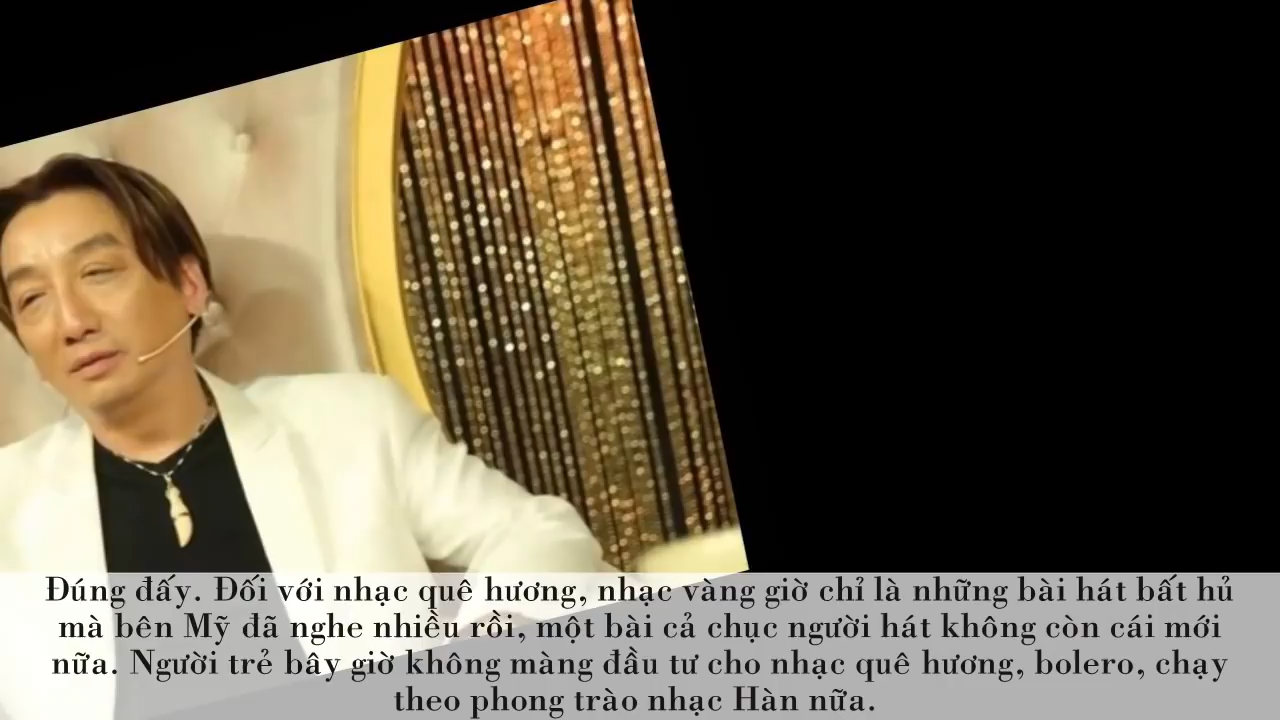 Đúng đấy. Đối với nhạc quê hương, nhạc vàng giờ chỉ là những bài hát bất hủ
mà bên Mỹ đã nghe nhiều rồi, một bài cả chục người hát không còn cái mới
nữa. Người trẻ bây giờ không màng đầu tư cho nhạc quê hương, bolero, chạy
theo phong trào nhạc Hàn nữa.